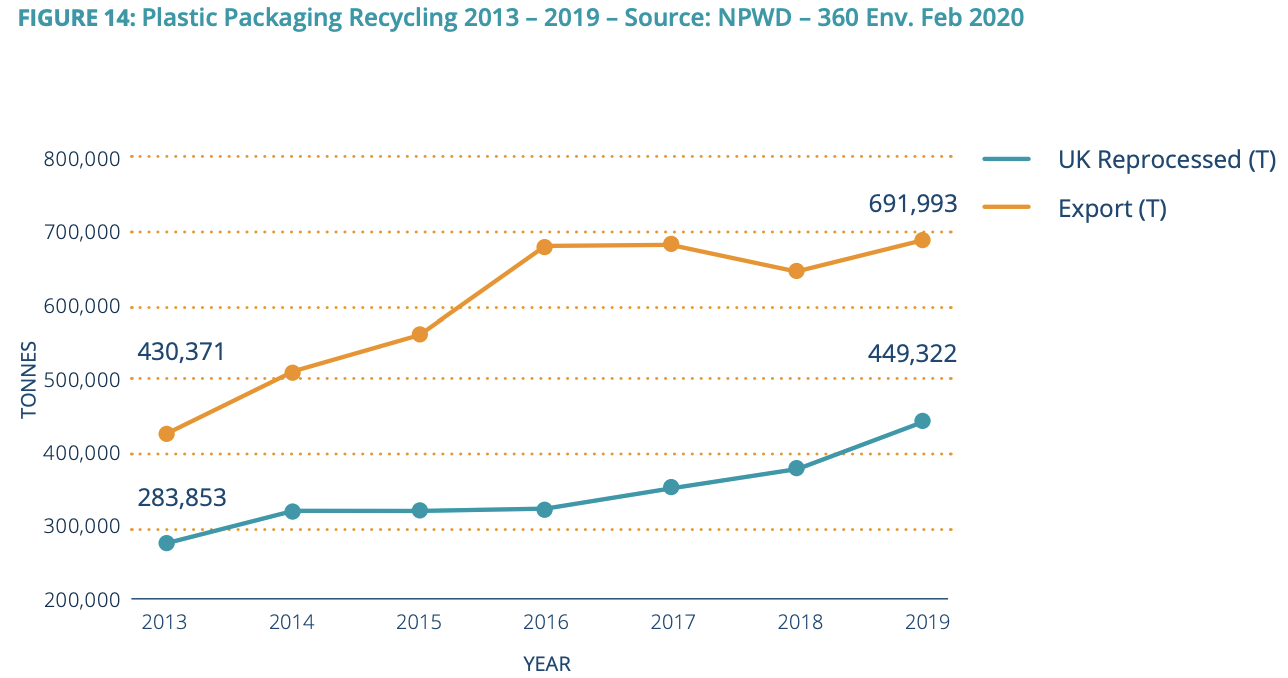 FIGURE 14: Plastic Packaging Recycling 2013 – 2019 – Source: NPWD – 360 Env. Feb 2020
800,000
UK Reprocessed (T)
691,993
Export (T)
700,000
600,000
430,371
449,322
500,000
TONNES
400,000
283,853
300,000
200,000
2013 2014 2015 2016 2017 2018 2019
YEAR